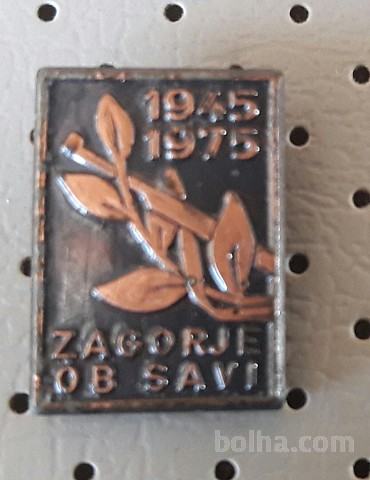 1945
1975
ZAGORJE
OB SAVI
bolha.com